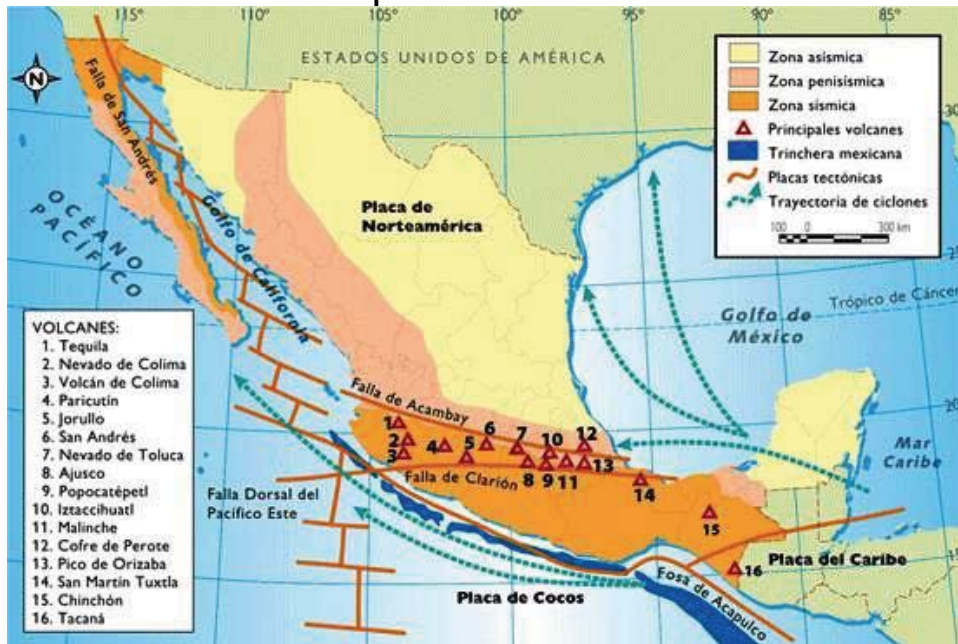 115°
110°
105°
100°
95°
90°
85°
ESTADOS UNIDOS DE AMÉRICA
N
Zona asísmica
Zona penisísmica
Zona sísmica
Principales volcanes
Trinchera mexicana
Placas tectónicas
Trayectoria de ciclones
100 0 300 km
Falla de San Andrés
OCÉANO
PACÍFICO
Golfo de California
Placa de
Norteamérica
Trópico de Cáncer
Golfo de
México
Mar
Caribe
20
VOLCANES:
1. Tequila
2. Nevado de Colima
3. Volcán de Colima
4. Paricutín
5. Jorullo
6. San Andrés
7. Nevado de Toluca
8. Ajusco
9. Popocatépetl
10. Iztaccihuatl
11. Malinche
12. Cofre de Perote
13. Pico de Orizaba
14. San Martín Tuxtla
15. Chinchón
16. Tacaná
Falla de Acambay
1
2
3
4
5
6
7
8
9
10
11
12
13
14
15
16
Falla de Clarión
Falla Dorsal del
Pacífico Este
Placa de Cocos
Fosa de Acapulco
Placa del Caribe